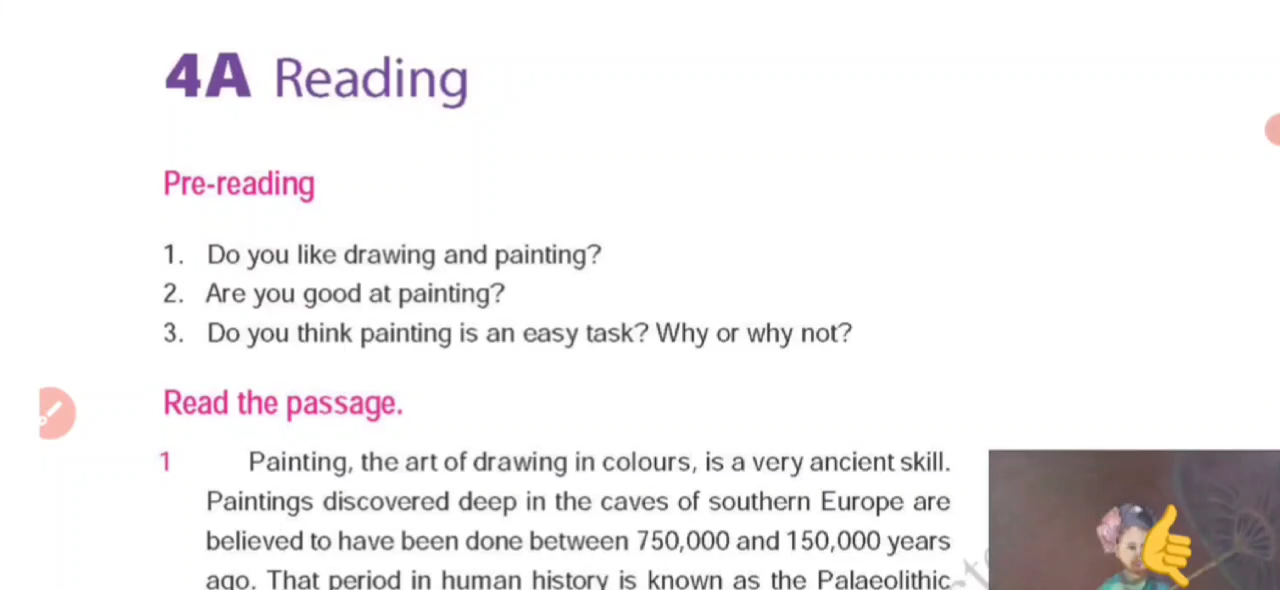 4A Reading
Pre-reading
1. Do you like drawing and painting?
2. Are you good at painting?
3. Do you think painting is an easy task? Why or why not?
Read the passage.
1 Painting, the art of drawing in colours, is a very ancient skill.
Paintings discovered deep in the caves of southern Europe are
believed to have been done between 750,000 and 150,000 years
ago. That period in human history is known as the Palaeolithic